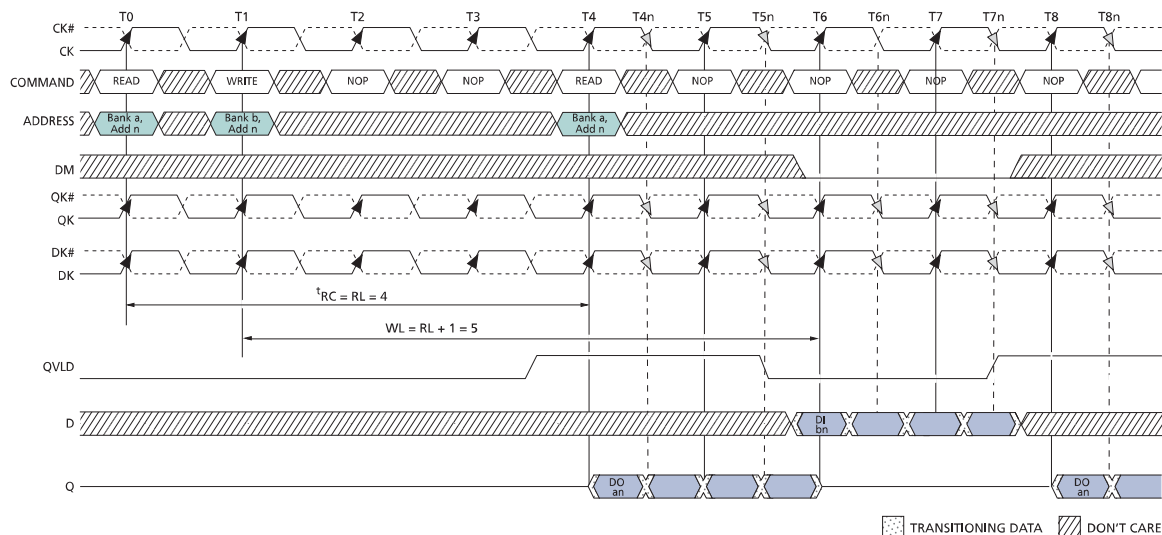 T0 T1 T2 T3 T4 T4n T5 T5n T6 T6n T7 T7n T8 T8n
CK#
CK
COMMAND READ WRITE NOP NOP READ NOP NOP NOP NOP
ADDRESS Bank a, Add n Bank b, Add n Bank a, Add n
DM
QK#
QK
DK#
DK
tRC = RL = 4
WL = RL + 1 = 5
QVLD
D DI bn
Q DO an DO an
TRANSITIONING DATA DON'T CARE